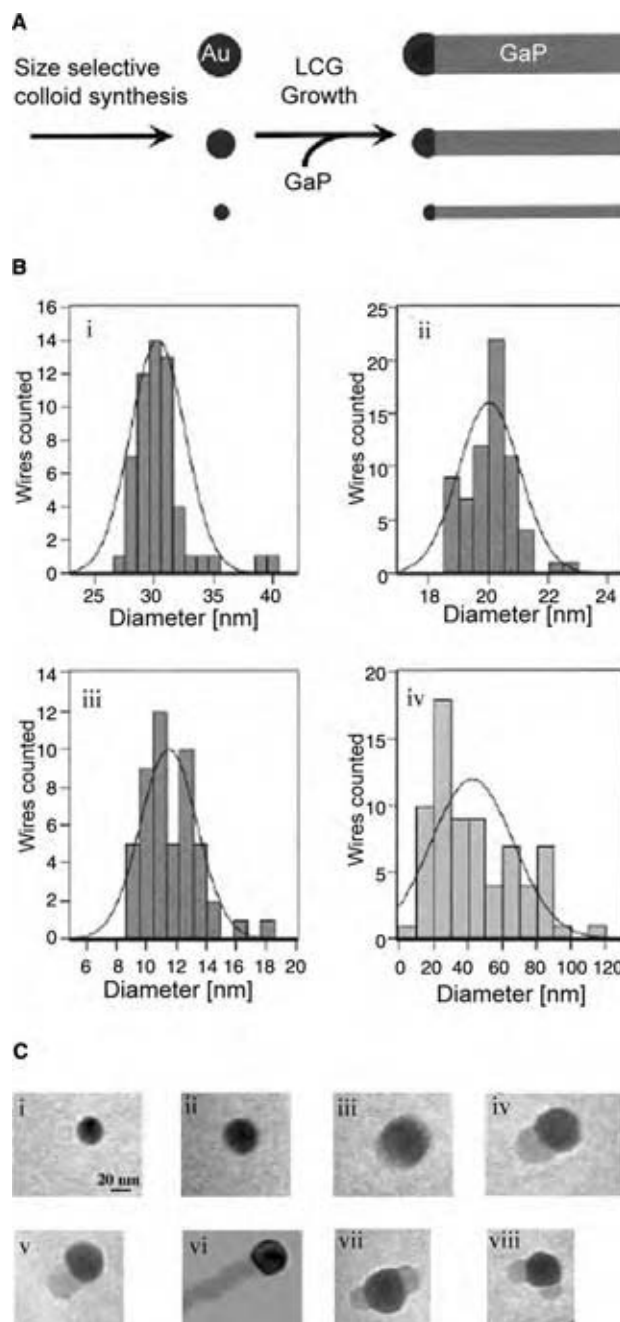 A
Size selective
colloid synthesis
Au
LCG
Growth
GaP
GaP
B
i
16
14
12
10
8
6
4
2
0
Wires counted
25 30 35 40
Diameter [nm]
ii
25
20
15
10
5
0
Wires counted
18 20 22 24
Diameter [nm]
iii
14
12
10
8
6
4
2
0
Wires counted
6 8 10 12 14 16 18 20
Diameter [nm]
iv
20
15
10
5
0
Wires counted
0 20 40 60 80 100 120
Diameter [nm]
C
i
20 nm
ii
iii
iv
v
vi
vii
viii